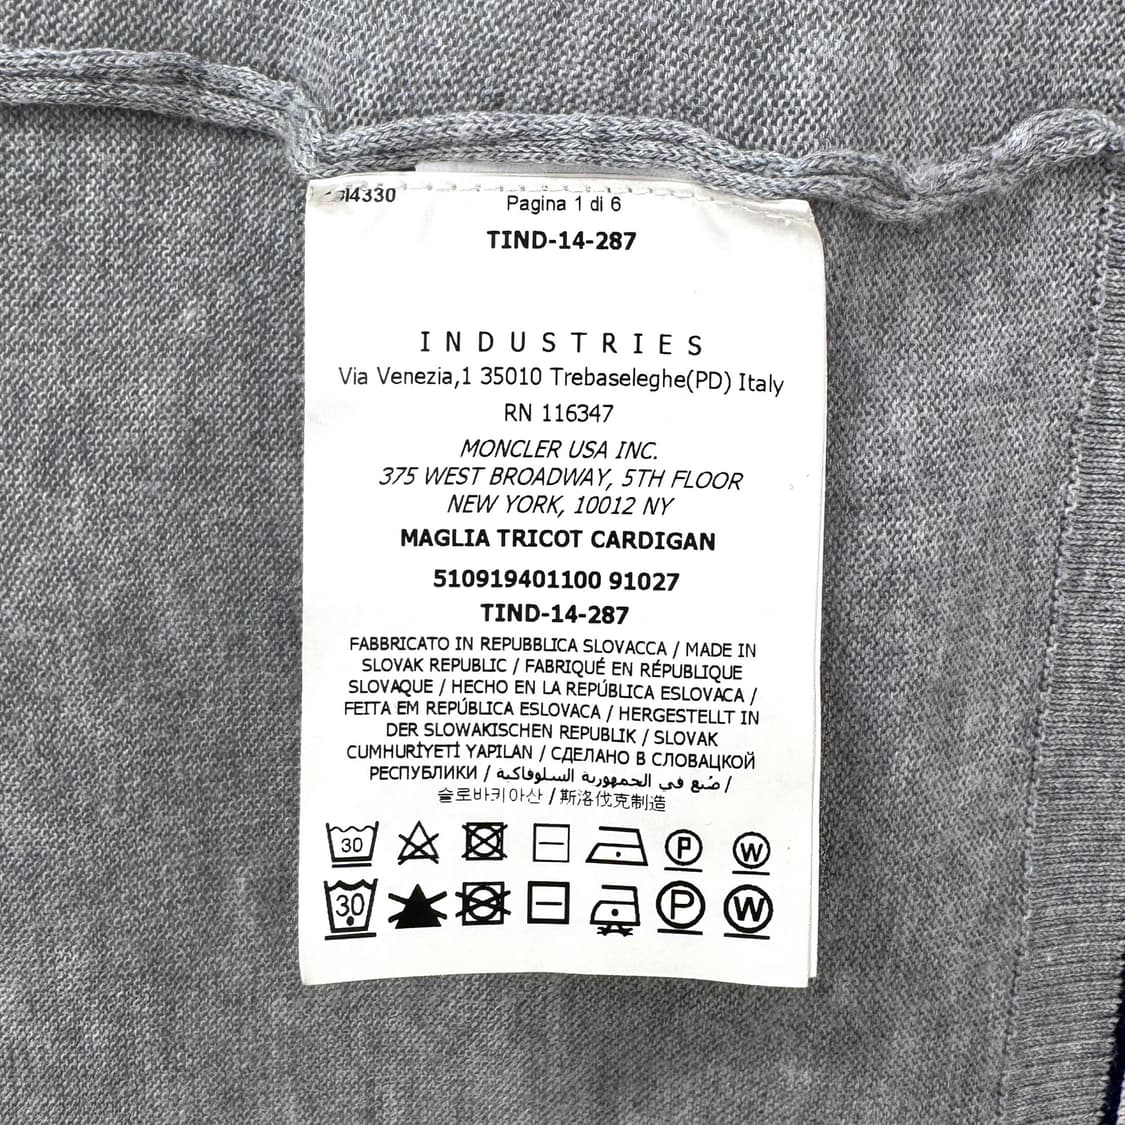 14330
Pagina 1 di 6
TIND-14-287
INDUSTRIES
Via Venezia,1 35010 Trebaseleghe(PD) Italy
RN 116347
MONCLER USA INC.
375 WEST BROADWAY, 5TH FLOOR
NEW YORK, 10012 NY
MAGLIA TRICOT CARDIGAN
510919401100 91027
TIND-14-287
FABBRICATO IN REPUBBLICA SLOVACCA / MADE IN
SLOVAK REPUBLIC / FABRIQUÉ EN RÉPUBLIQUE
SLOVAQUE / HECHO EN LA REPÚBLICA ESLOVACA /
FEITA EM REPÚBLICA ESLOVACA / HERGESTELLT IN
DER SLOWAKISCHEN REPUBLIK / SLOVAK
CUMHURİYETİ YAPILAN / СДЕЛАНО В СЛОВАЦКОЙ
РЕСПУБЛИКИ / صُنع في الجمهورية السلوفاكية /
슬로바키아산 / 斯洛伐克制造
30 P W
30 P W